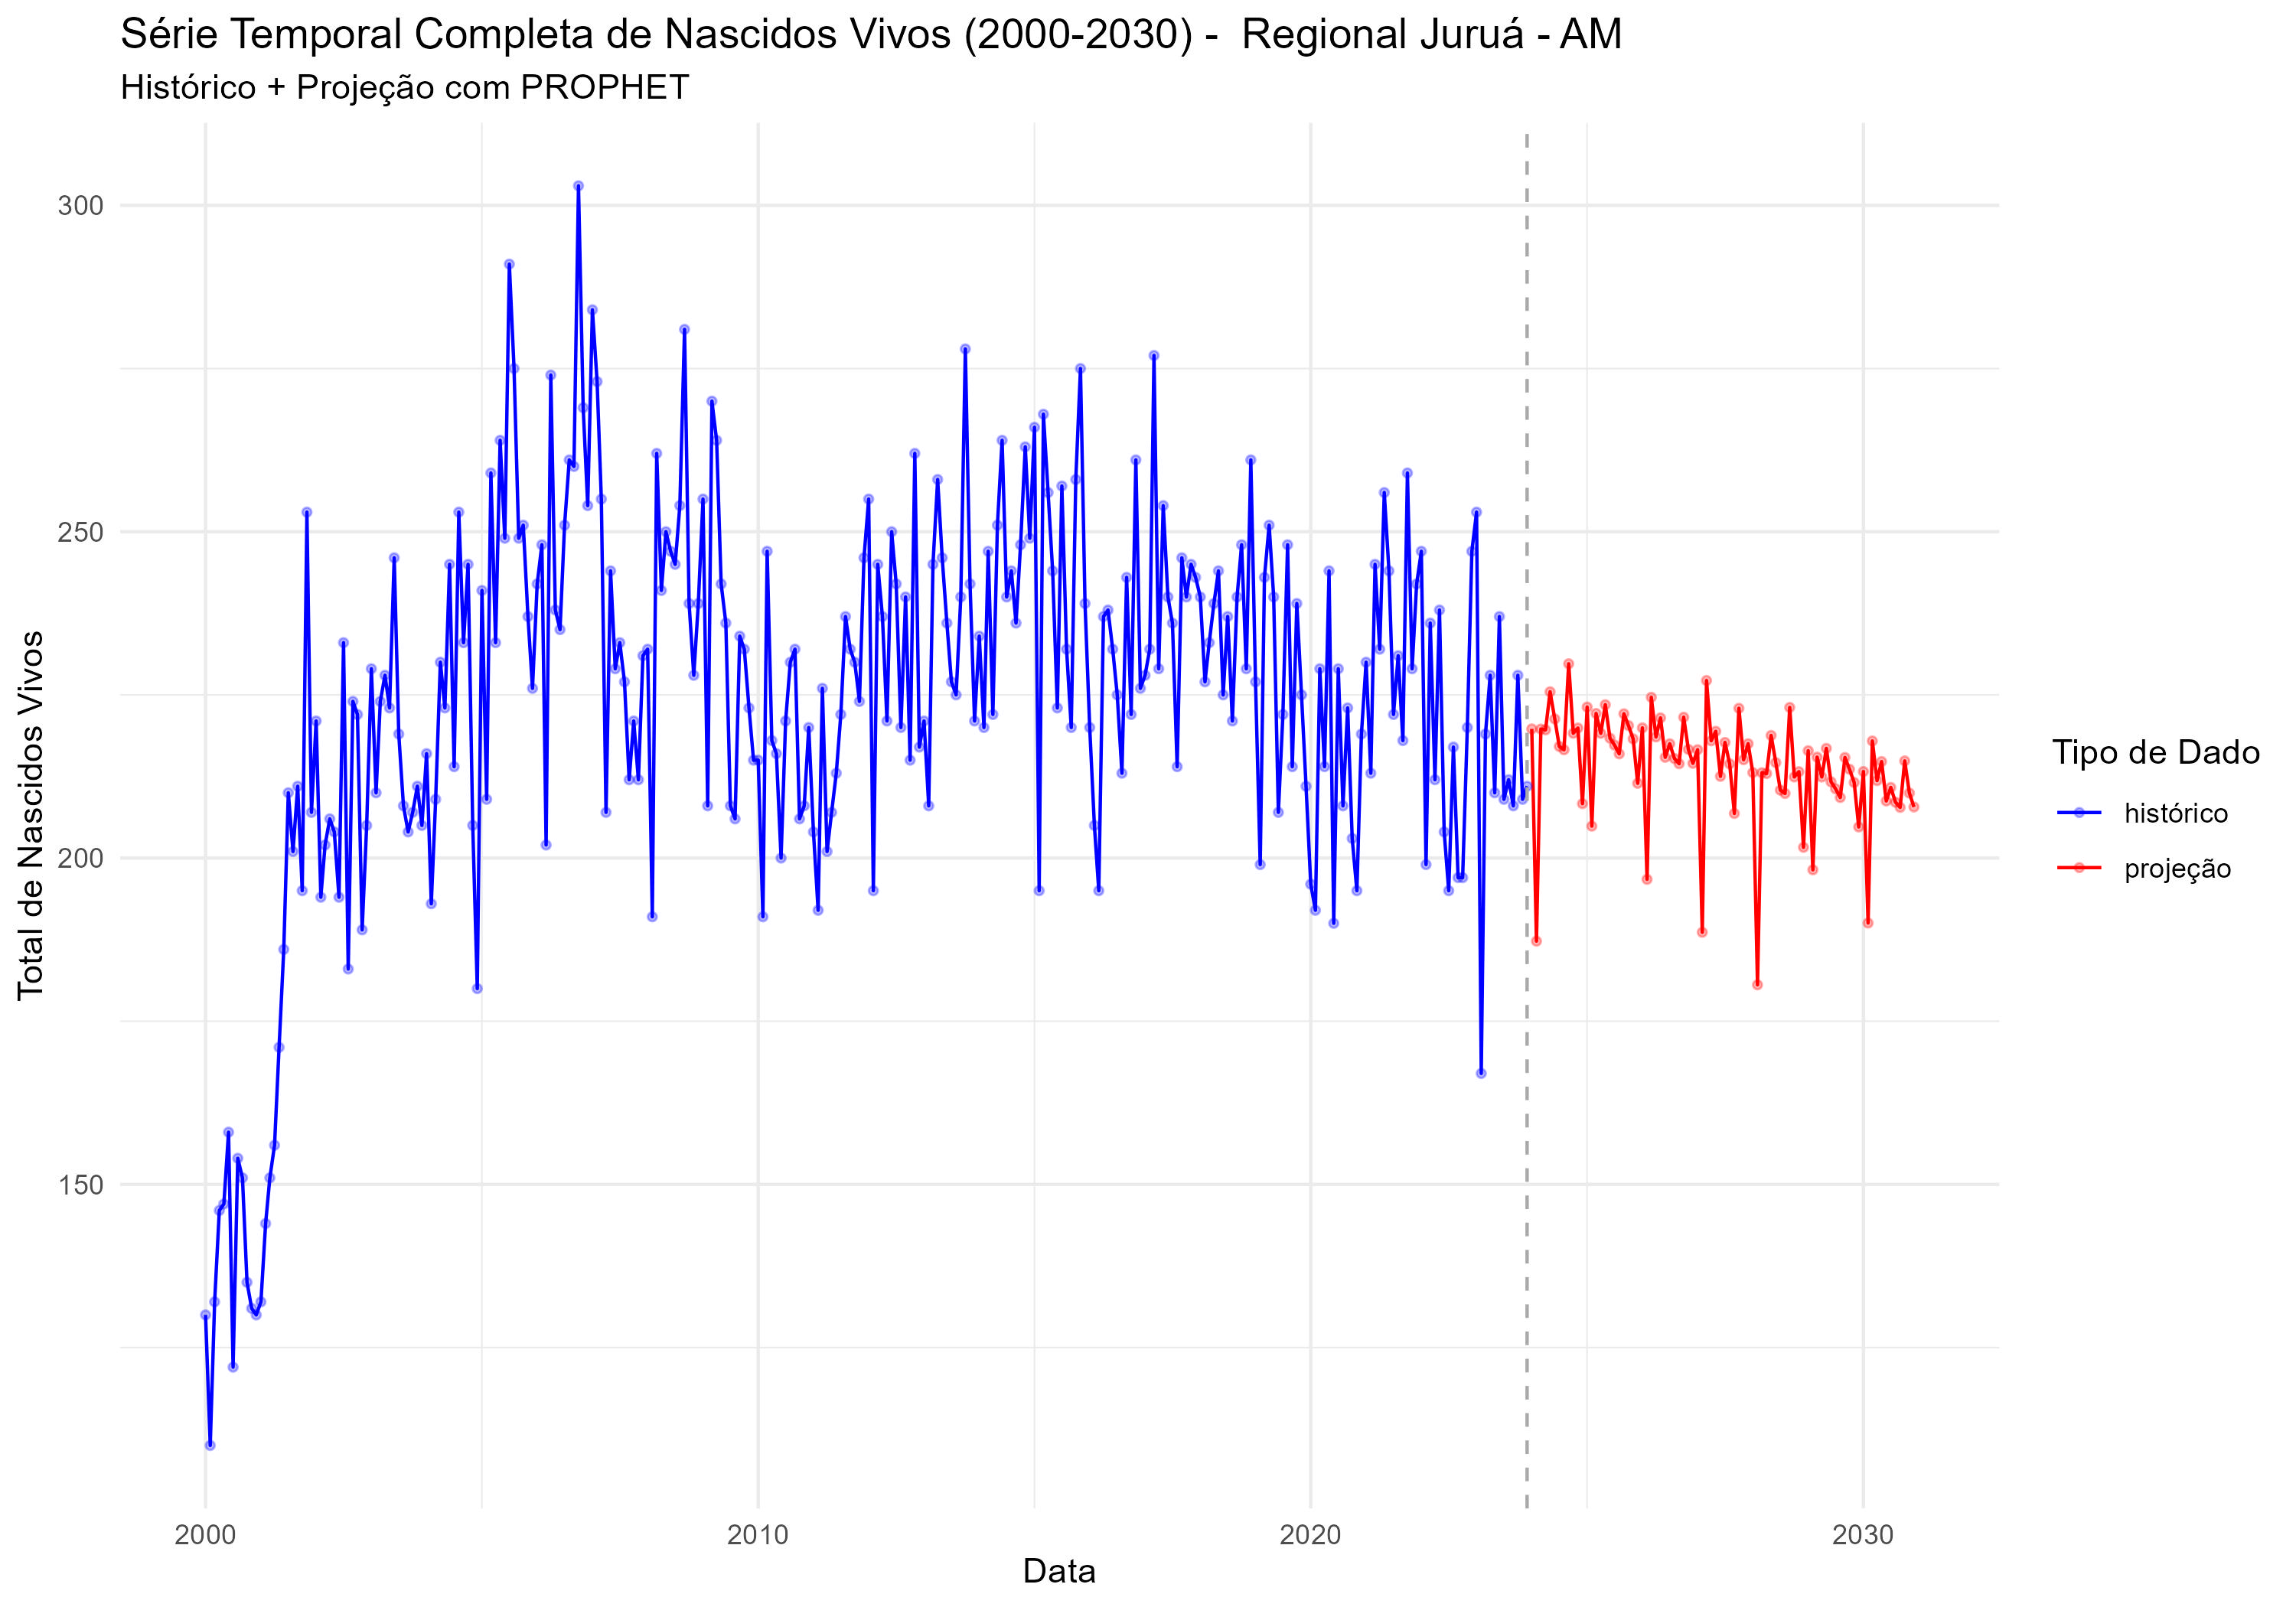 Série Temporal Completa de Nascidos Vivos (2000-2030) -  Regional Juruá - AM
Histórico + Projeção com PROPHET
Total de Nascidos Vivos
300
250
200
150
2000
2010
2020
2030
Data
Tipo de Dado
histórico
projeção